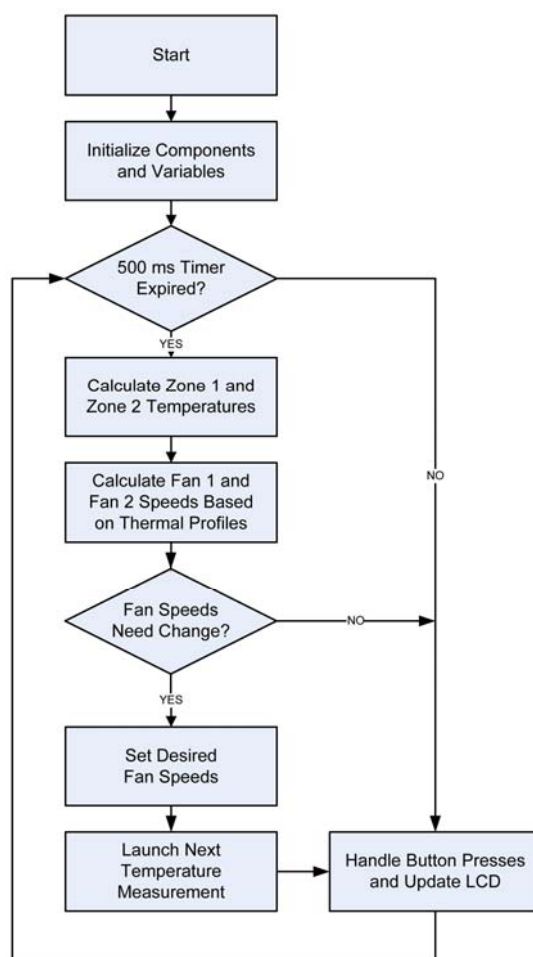 Start
Initialize Components
and Variables
500 ms Timer
Expired?
YES
Calculate Zone 1 and
Zone 2 Temperatures
Calculate Fan 1 and
Fan 2 Speeds Based
on Thermal Profiles
NO
Fan Speeds
Need Change?
NO
YES
Set Desired
Fan Speeds
Launch Next
Temperature
Measurement
Handle Button Presses
and Update LCD